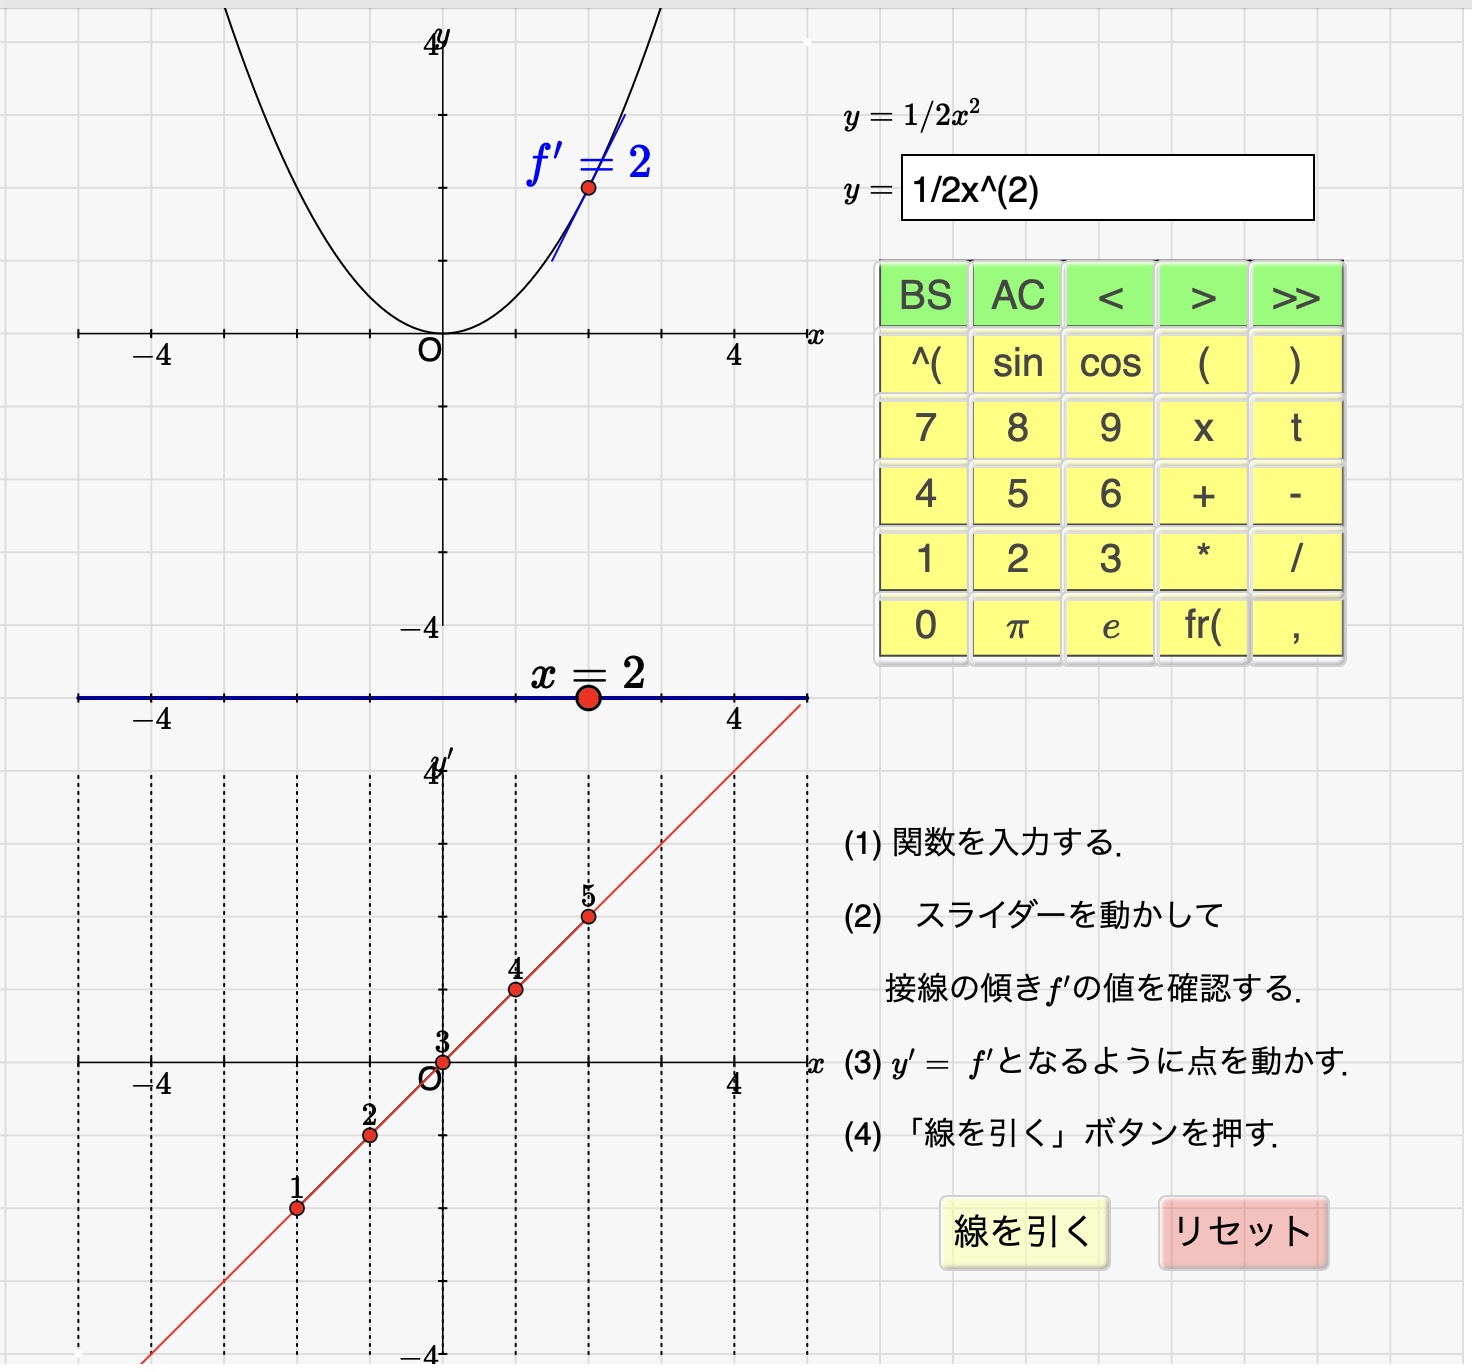 y
4
f′ = 2
−4
O
4
x
−4
y = 1/2x²
y = 1/2x^(2)
BS AC < > >>
^( sin cos ( )
7 8 9 x t
4 5 6 + -
1 2 3 * /
0 π e fr( ,
x = 2
−4
4
y′
4
5
4
3
−4
O
4
x
2
1
−4
(1) 関数を入力する.
(2) スライダーを動かして
接線の傾きf′の値を確認する.
(3) y′ = f′となるように点を動かす.
(4) 「線を引く」ボタンを押す.
線を引く リセット